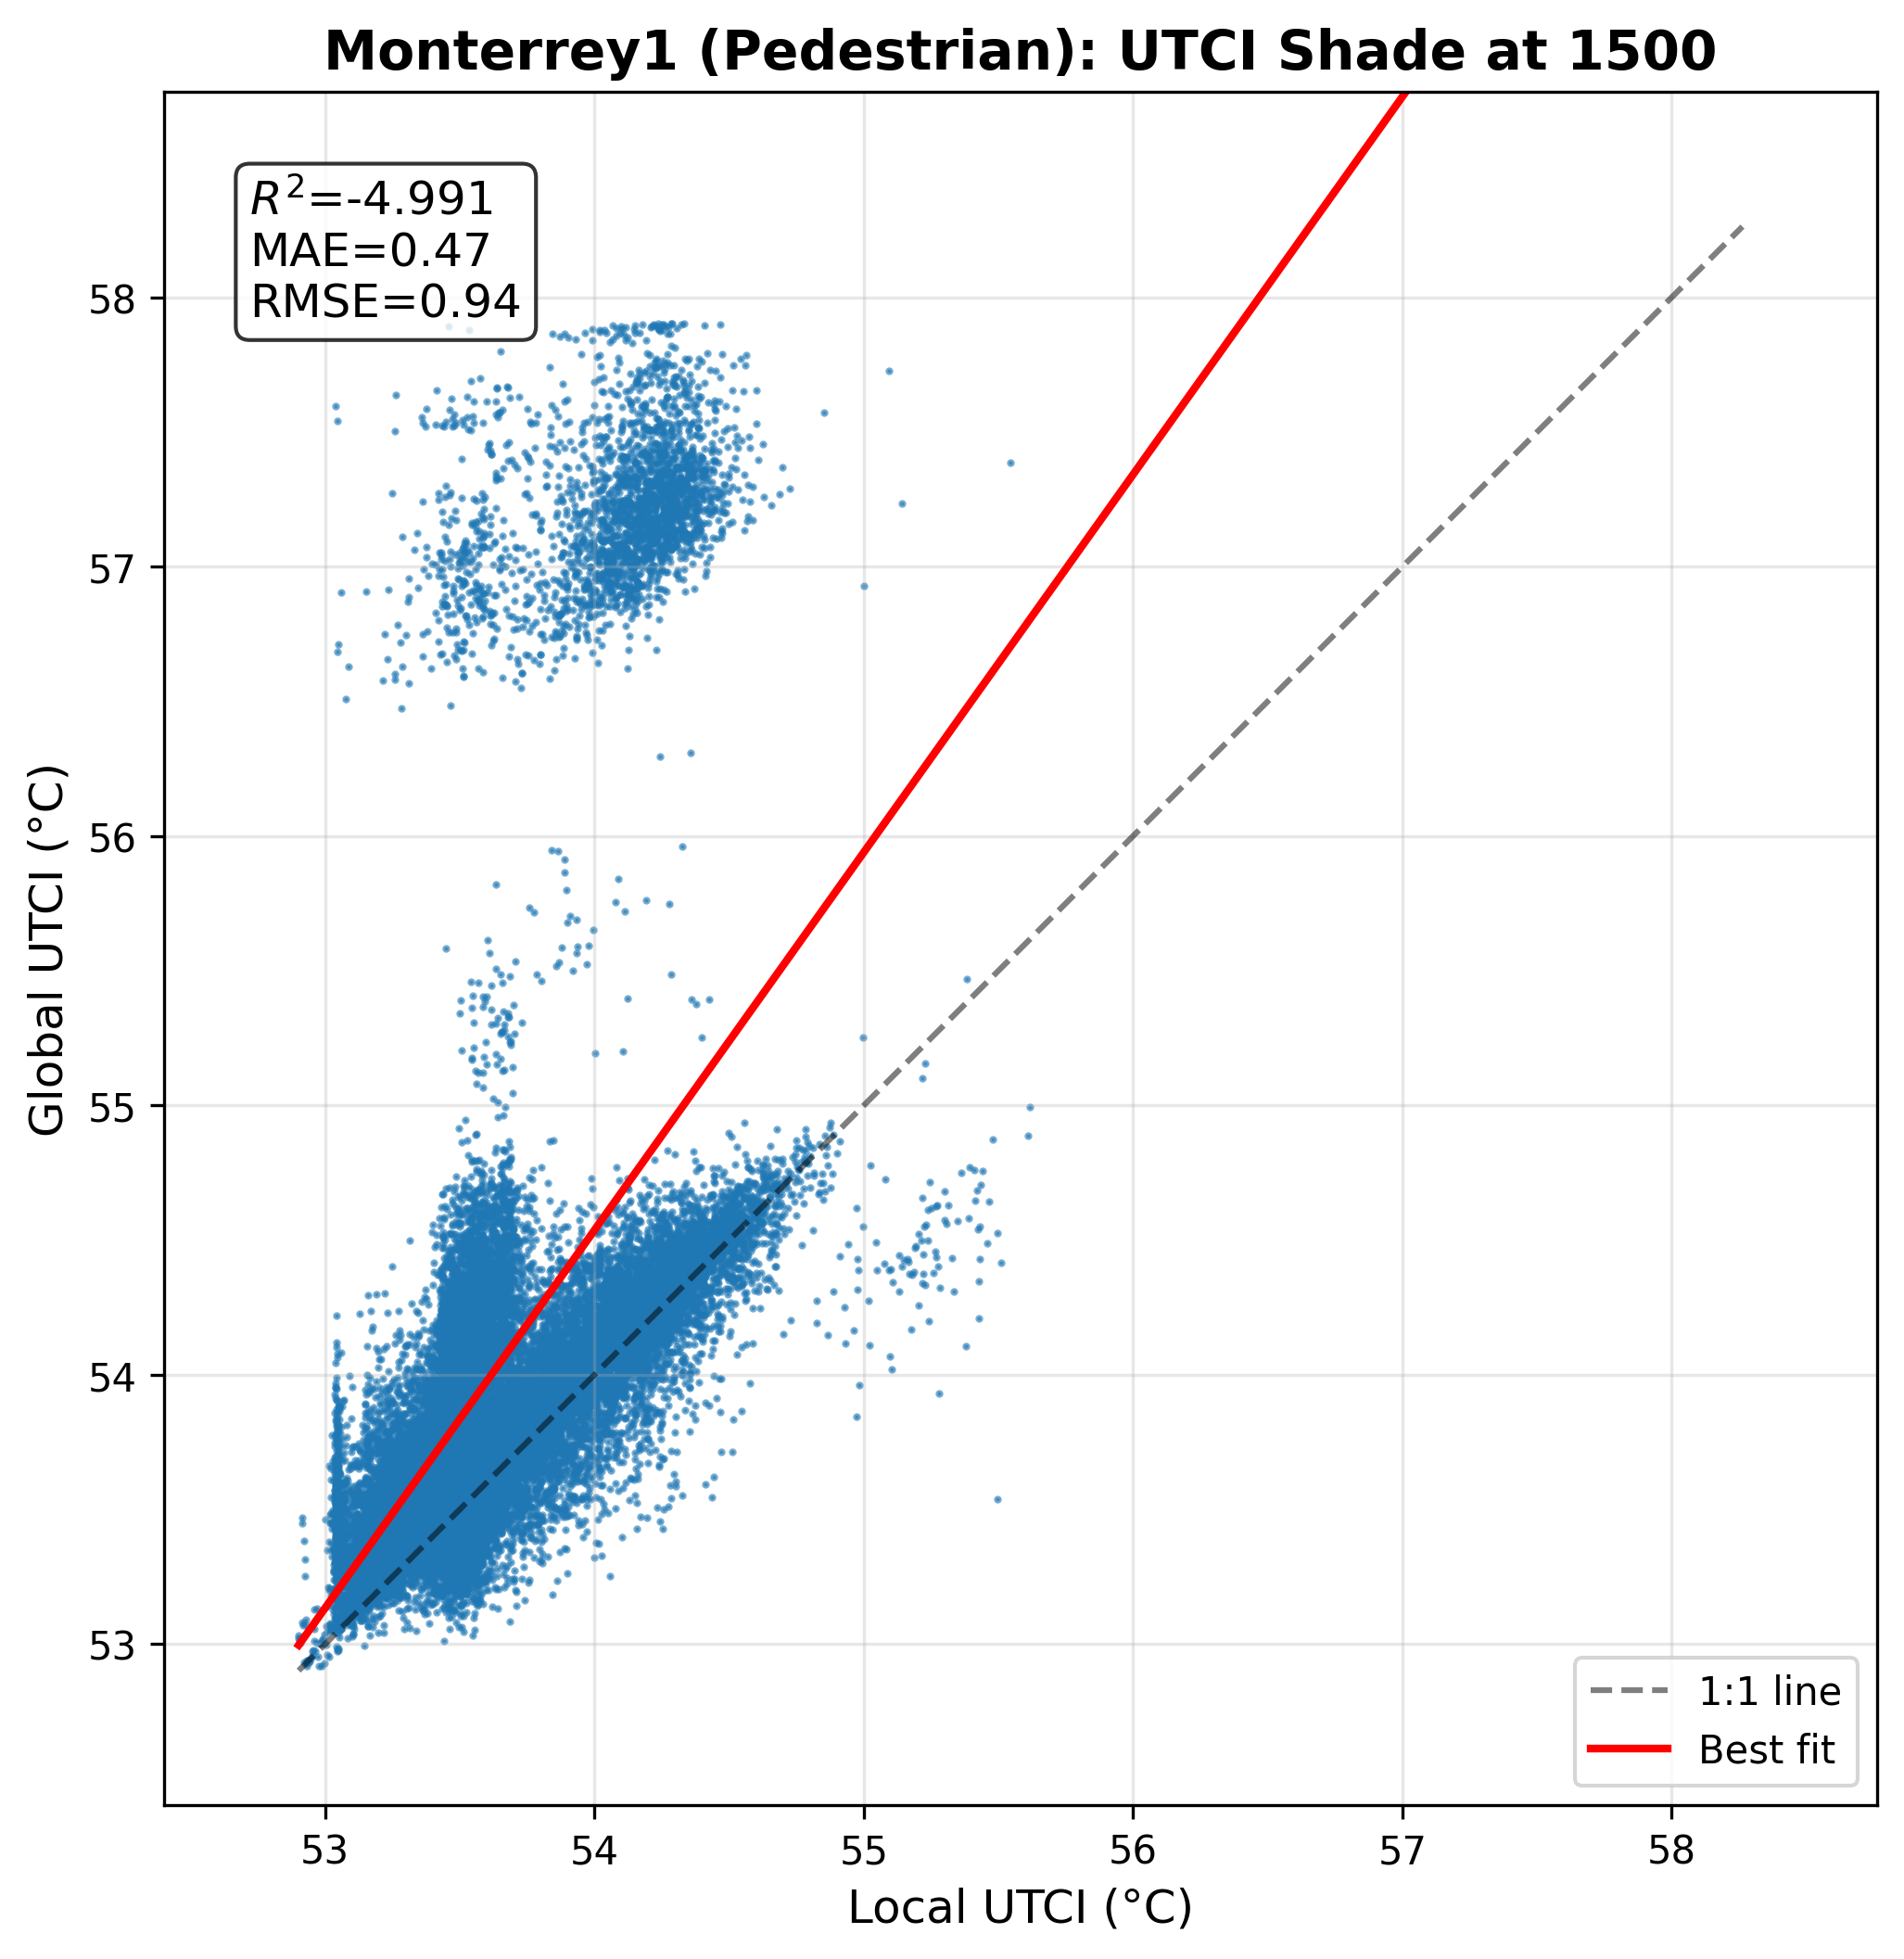 Monterrey1 (Pedestrian): UTCI Shade at 1500
R²=-4.991
MAE=0.47
RMSE=0.94
Global UTCI (°C)
58
57
56
55
54
53
53 54 55 56 57 58
Local UTCI (°C)
1:1 line
Best fit